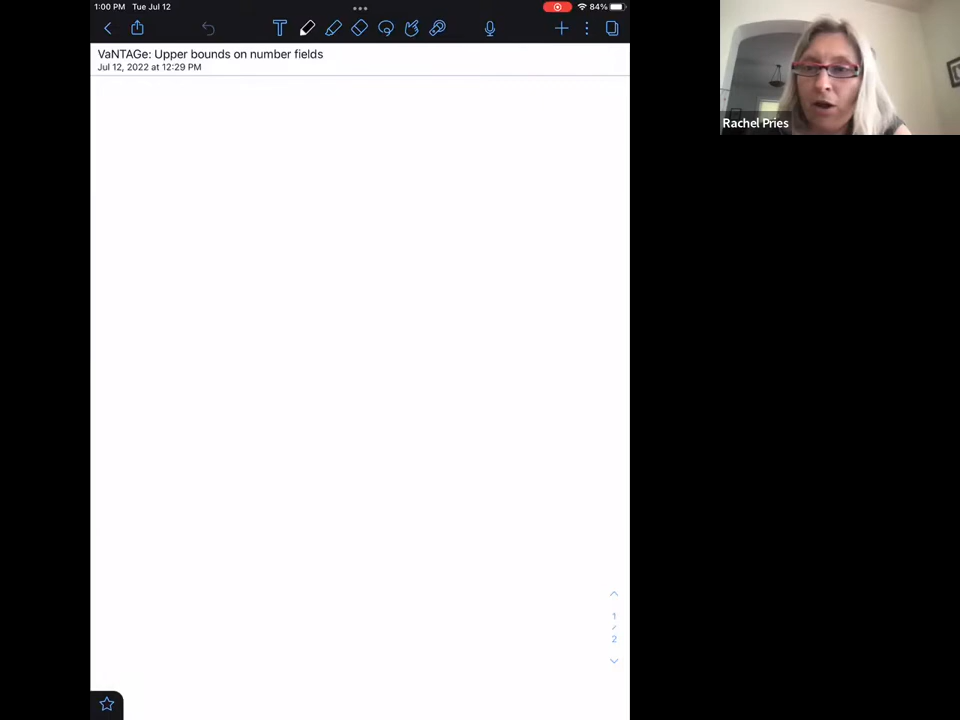 1:00 PM Tue Jul 12
84%
VaNTAGe: Upper bounds on number fields
Jul 12, 2022 at 12:29 PM
Rachel Pries
1
/
2